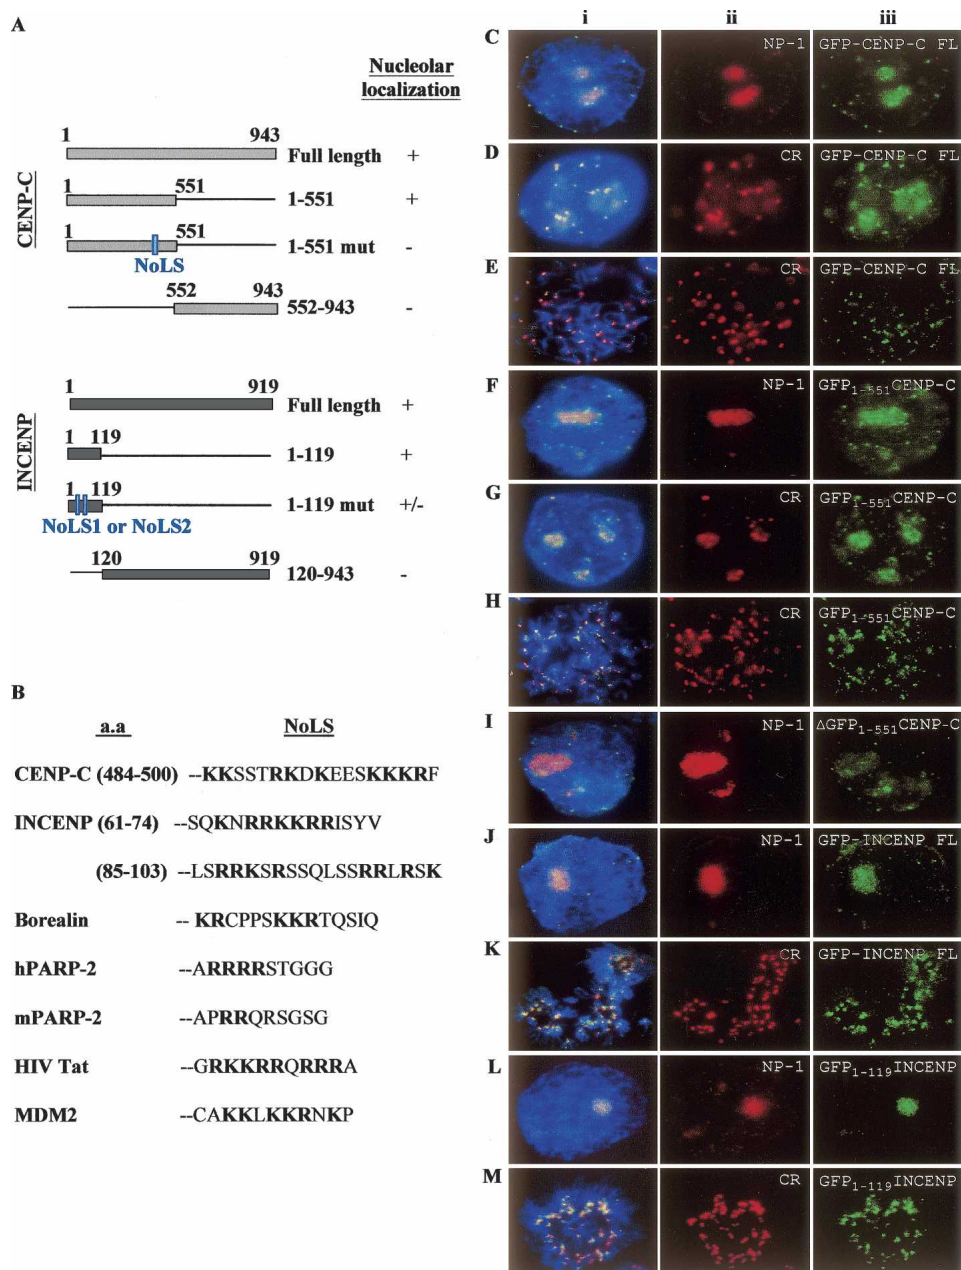 A
Nucleolar
localization
CENP-C
1 943
Full length +
1 551
1-551 +
1 551
1-551 mut -
NoLS
552 943
552-943 -
INCENP
1 919
Full length +
1 119
1-119 +
1 119
1-119 mut +/-
NoLS1 or NoLS2
120 919
120-943 -
B
a.a NoLS
CENP-C (484-500) --KKSSTRKDKEESKKKRF
INCENP (61-74) --SQKNRRKKRRISYV
(85-103) --LSRRKSRSSQLSSRRLRSK
Borealin -- KRCPPSKKRTQSIQ
hPARP-2 --ARRRRSTGGG
mPARP-2 --APRRQRSGSG
HIV Tat --GRKKRRQRRRA
MDM2 --CAKKLKKRNKP
i ii iii
C NP-1 GFP-CENP-C FL
D CR GFP-CENP-C FL
E CR GFP-CENP-C FL
F NP-1 GFP1-551CENP-C
G CR GFP1-551CENP-C
H CR GFP1-551CENP-C
I NP-1 ΔGFP1-551CENP-C
J NP-1 GFP-INCENP FL
K CR GFP-INCENP FL
L NP-1 GFP1-119INCENP
M CR GFP1-119INCENP